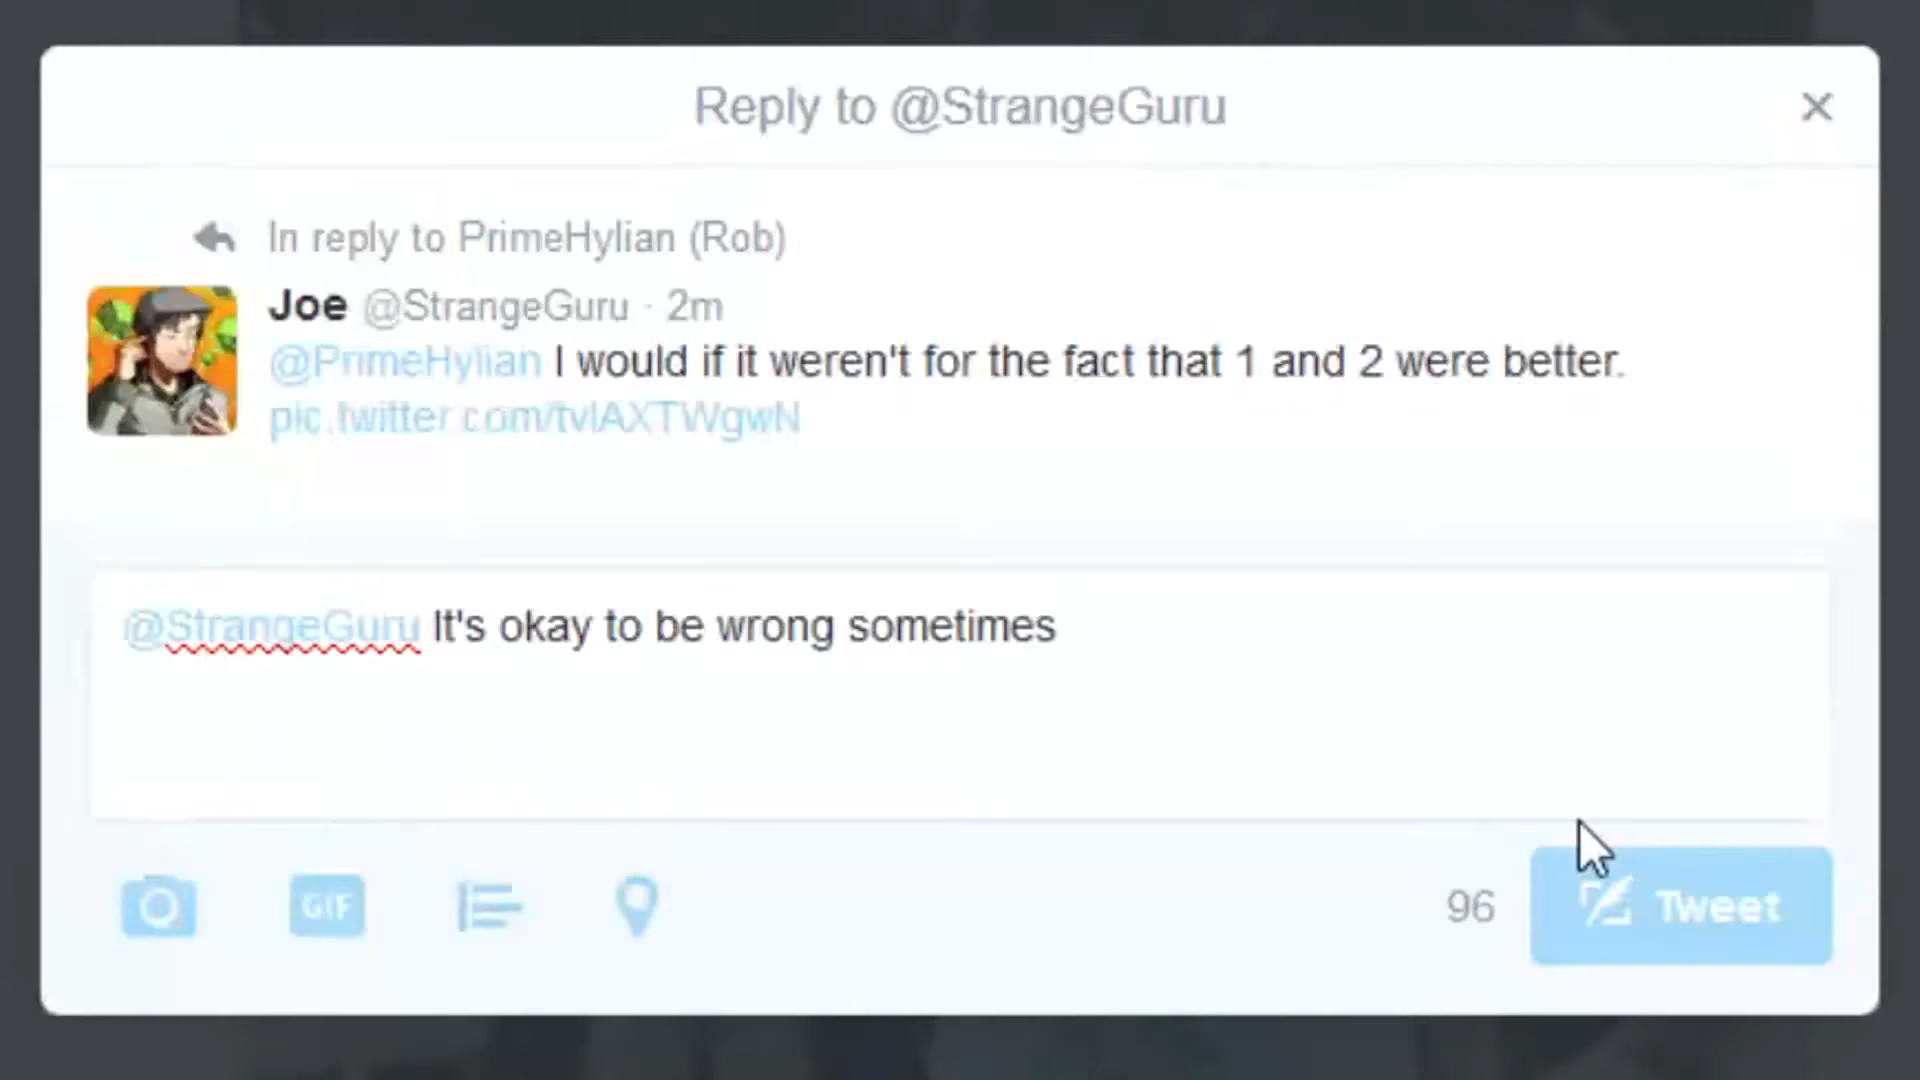 Reply to @StrangeGuru
In reply to PrimeHylian (Rob)
Joe @StrangeGuru · 2m
@PrimeHylian I would if it weren't for the fact that 1 and 2 were better.
pic.twitter.com/tvlAXTWgwN
@StrangeGuru It's okay to be wrong sometimes
GIF
96
Tweet